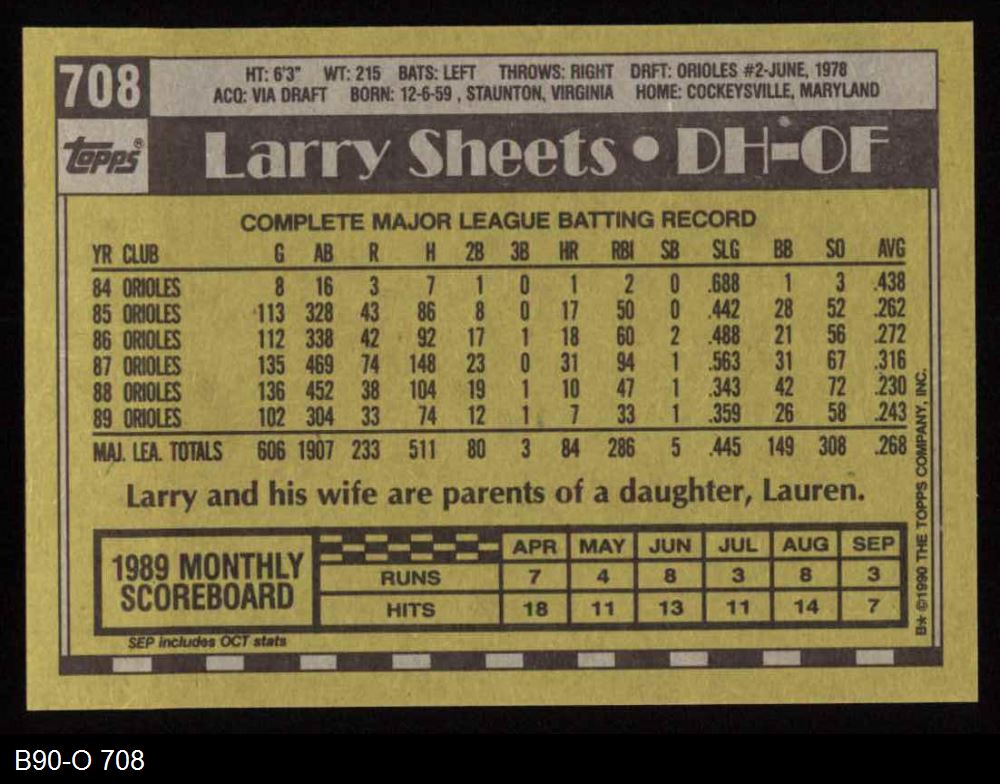 708
HT: 6'3" WT: 215 BATS: LEFT THROWS: RIGHT DRFT: ORIOLES #2-JUNE, 1978
ACQ: VIA DRAFT BORN: 12-6-59 , STAUNTON, VIRGINIA HOME: COCKEYSVILLE, MARYLAND
topps®
Larry Sheets • DH-OF
COMPLETE MAJOR LEAGUE BATTING RECORD
YR CLUB G AB R H 2B 3B HR RBI SB SLG BB SO AVG
84 ORIOLES 8 16 3 7 1 0 1 2 0 .688 1 3 .438
85 ORIOLES 113 328 43 86 8 0 17 50 0 .442 28 52 .262
86 ORIOLES 112 338 42 92 17 1 18 60 2 .488 21 56 .272
87 ORIOLES 135 469 74 148 23 0 31 94 1 .563 31 67 .316
88 ORIOLES 136 452 38 104 19 1 10 47 1 .343 42 72 .230
89 ORIOLES 102 304 33 74 12 1 7 33 1 .359 26 58 .243
MAJ. LEA. TOTALS 606 1907 233 511 80 3 84 286 5 .445 149 308 .268
Larry and his wife are parents of a daughter, Lauren.
1989 MONTHLY
SCOREBOARD
APR MAY JUN JUL AUG SEP
RUNS 7 4 8 3 8 3
HITS 18 11 13 11 14 7
SEP includes OCT stats
B* ©1990 THE TOPPS COMPANY, INC.
B90-O 708